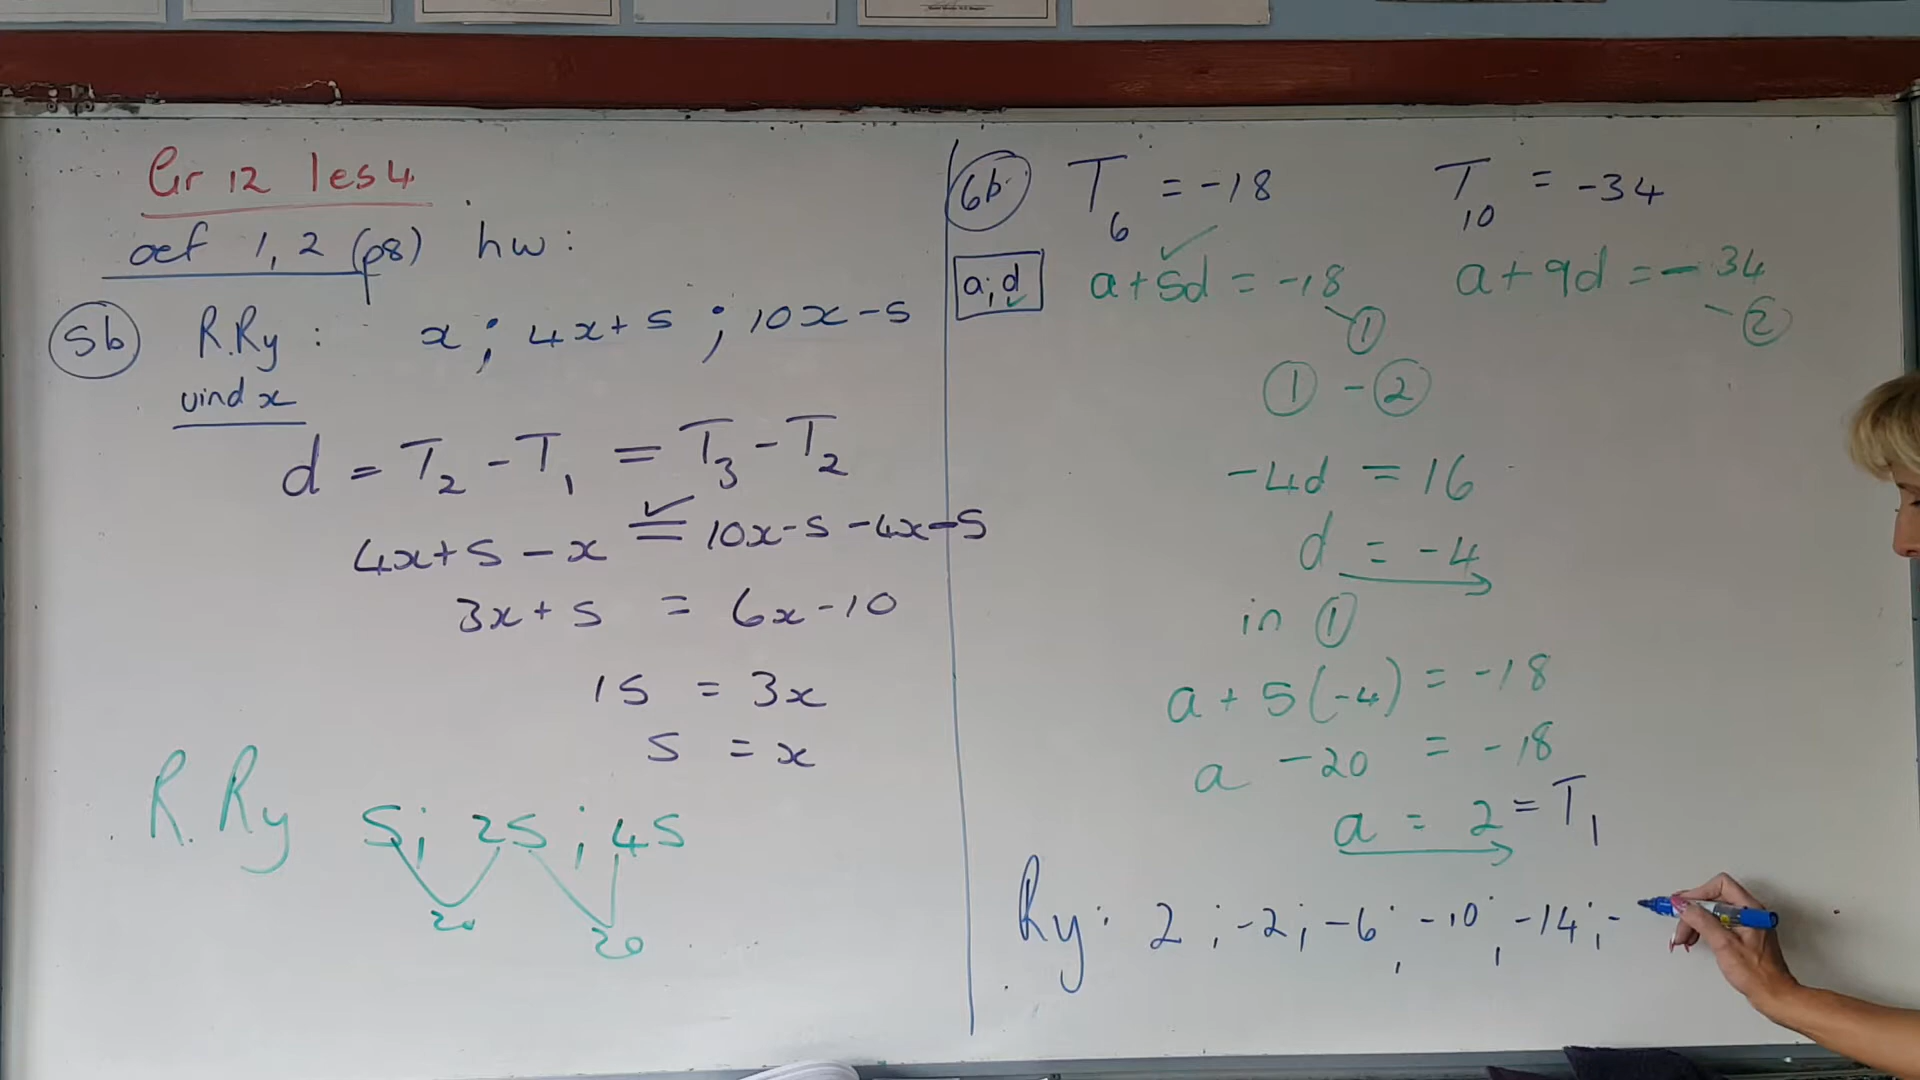 Gr 12 les 4
oef 1, 2 (p8) hw:
5b R.Ry: x; 4x+5; 10x-5
vind x
d = T₂ - T₁ = T₃ - T₂
4x+5-x = 10x-5-4x-5
3x+5 = 6x-10
15 = 3x
5 = x
R.Ry 5; 25; 45
20 20
6b. T₆ = -18 T₁₀ = -34
a;d a+5d = -18 a+9d = -34
① ②
① - ②
-4d = 16
d = -4
in ①
a + 5(-4) = -18
a - 20 = -18
a = 2 = T₁
Ry: 2; -2; -6; -10; -14; -